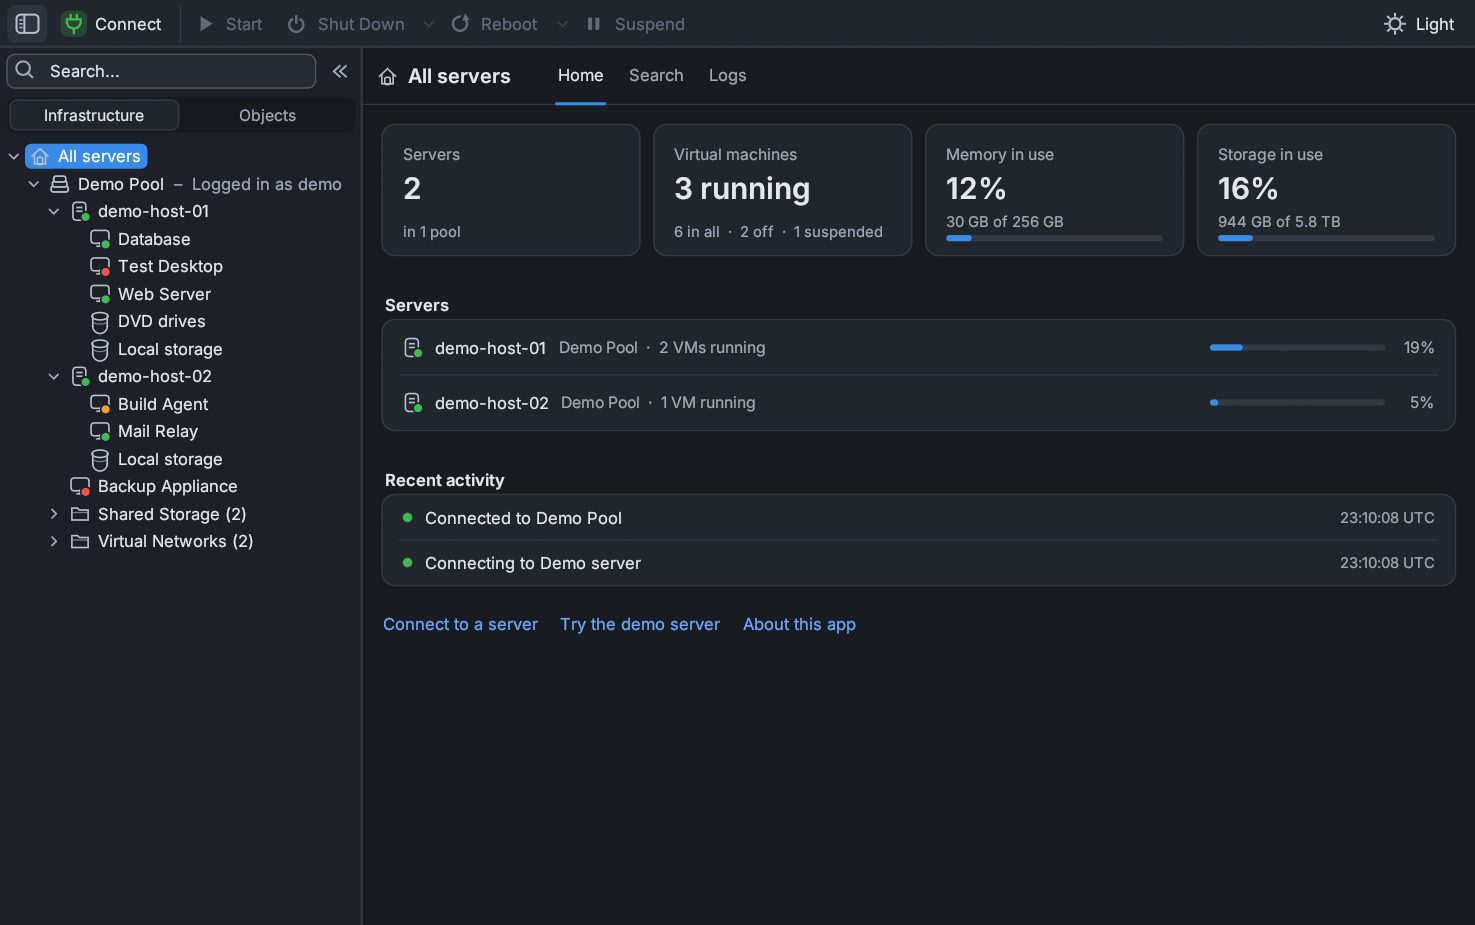 Connect
Start
Shut Down
Reboot
Suspend
Light
Search...
Infrastructure
Objects
All servers
Demo Pool – Logged in as demo
demo-host-01
Database
Test Desktop
Web Server
DVD drives
Local storage
demo-host-02
Build Agent
Mail Relay
Local storage
Backup Appliance
Shared Storage (2)
Virtual Networks (2)
All servers
Home
Search
Logs
Servers
2
in 1 pool
Virtual machines
3 running
6 in all · 2 off · 1 suspended
Memory in use
12%
30 GB of 256 GB
Storage in use
16%
944 GB of 5.8 TB
Servers
demo-host-01 Demo Pool · 2 VMs running 19%
demo-host-02 Demo Pool · 1 VM running 5%
Recent activity
Connected to Demo Pool 23:10:08 UTC
Connecting to Demo server 23:10:08 UTC
Connect to a server
Try the demo server
About this app